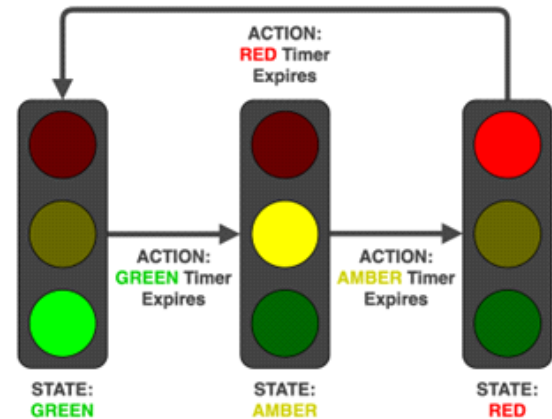 ACTION:
RED Timer
Expires
ACTION:
GREEN Timer
Expires
ACTION:
AMBER Timer
Expires
STATE:
GREEN
STATE:
AMBER
STATE:
RED